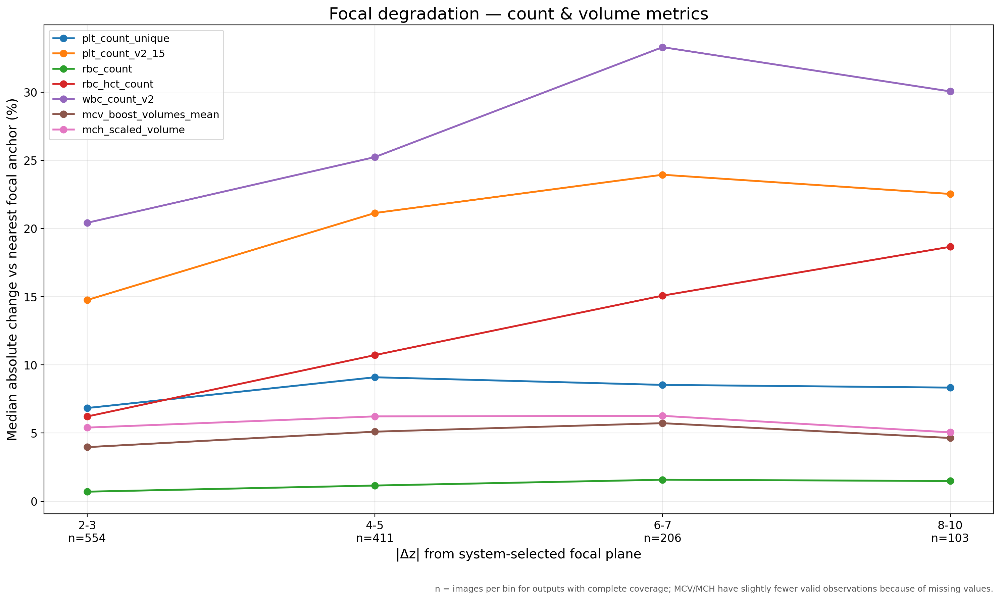 Focal degradation — count & volume metrics
plt_count_unique
plt_count_v2_15
rbc_count
rbc_hct_count
wbc_count_v2
mcv_boost_volumes_mean
mch_scaled_volume
Median absolute change vs nearest focal anchor (%)
30
25
20
15
10
5
0
2-3 4-5 6-7 8-10
n=554 n=411 n=206 n=103
|Δz| from system-selected focal plane
n = images per bin for outputs with complete coverage; MCV/MCH have slightly fewer valid observations because of missing values.